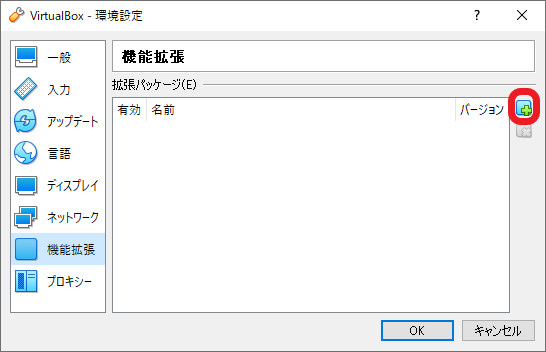 VirtualBox - 環境設定
?
一般
入力
アップデート
言語
ディスプレイ
ネットワーク
機能拡張
プロキシー
機能拡張
拡張パッケージ(E)
有効 名前 バージョン
OK キャンセル